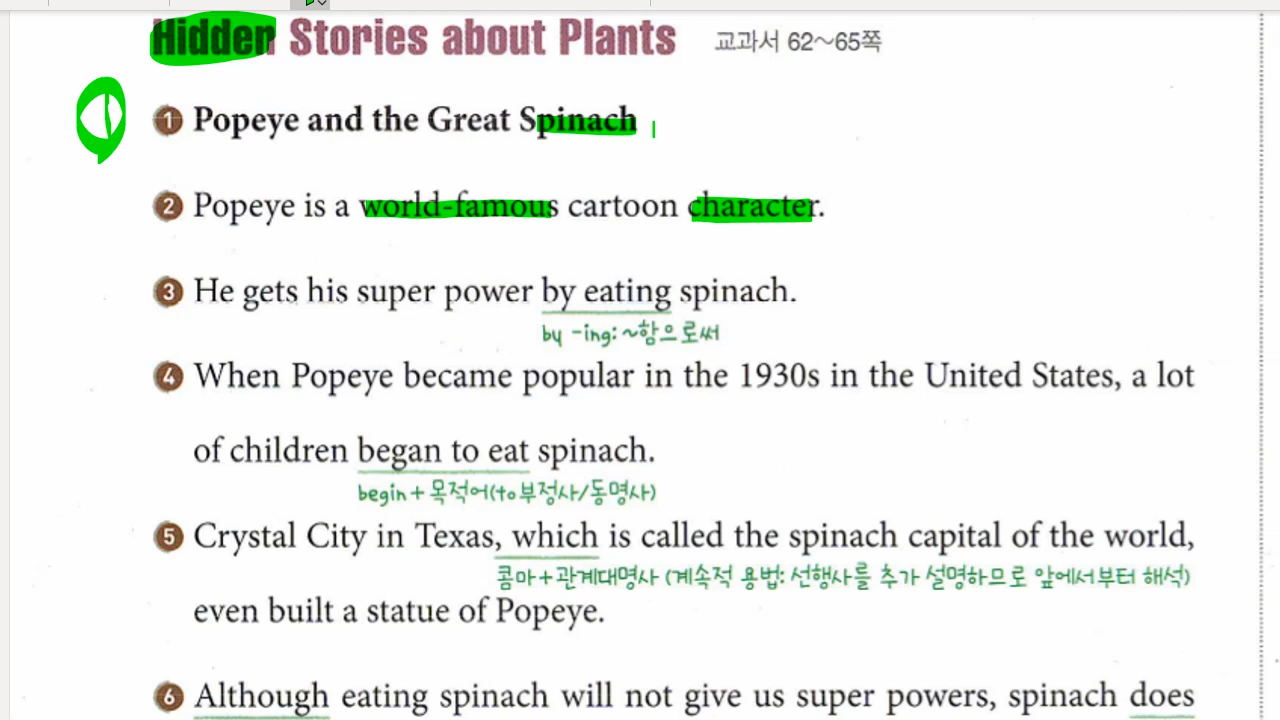 Hidden Stories about Plants 교과서 62~65쪽
1 Popeye and the Great Spinach
2 Popeye is a world-famous cartoon character.
3 He gets his super power by eating spinach.
by -ing: ~함으로써
4 When Popeye became popular in the 1930s in the United States, a lot
of children began to eat spinach.
begin + 목적어(to부정사/동명사)
5 Crystal City in Texas, which is called the spinach capital of the world,
콤마 + 관계대명사 (계속적 용법: 선행사를 추가 설명하므로 앞에서부터 해석)
even built a statue of Popeye.
6 Although eating spinach will not give us super powers, spinach does